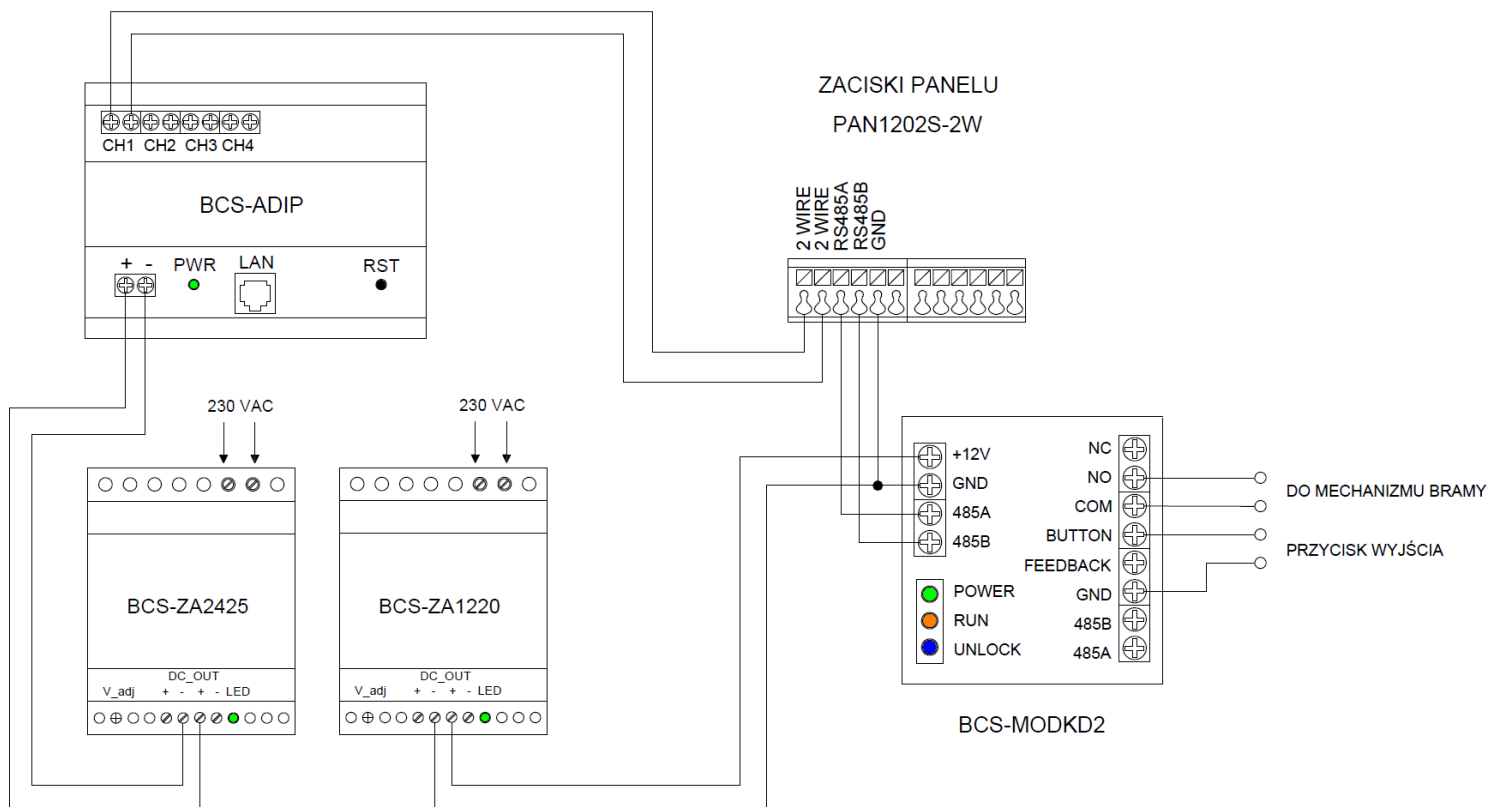 ZACISKI PANELU
PAN1202S-2W
CH1 CH2 CH3 CH4
BCS-ADIP
+ - PWR LAN RST
2 WIRE
2 WIRE
RS485A
RS485B
GND
230 VAC
230 VAC
BCS-ZA2425
DC_OUT
V_adj + - + - LED
BCS-ZA1220
DC_OUT
V_adj + - + - LED
+12V
GND
485A
485B
POWER
RUN
UNLOCK
NC
NO
COM
BUTTON
FEEDBACK
GND
485B
485A
DO MECHANIZMU BRAMY
PRZYCISK WYJŚCIA
BCS-MODKD2